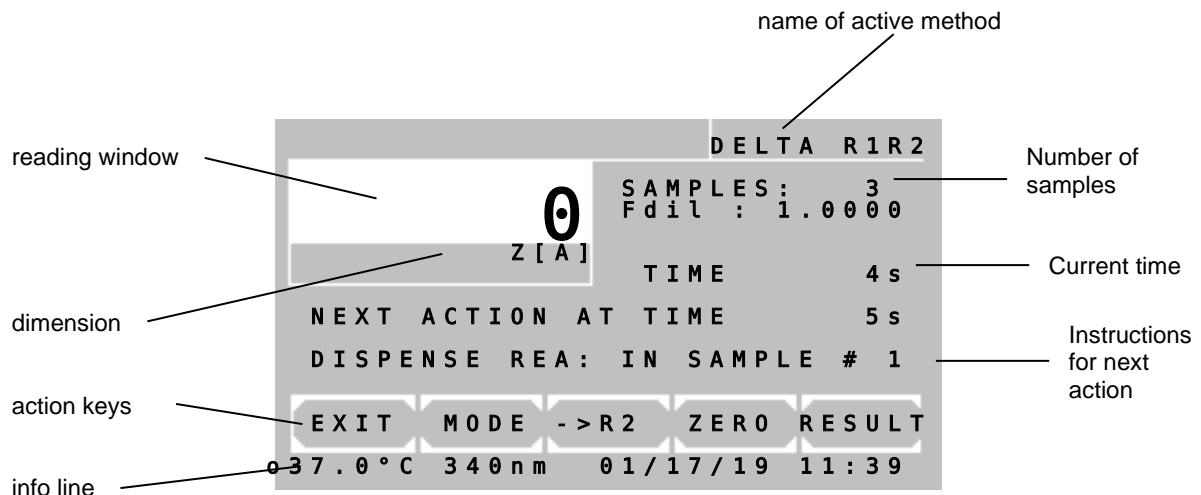 name of active method
DELTA R1R2
reading window
0
Z[A]
SAMPLES: 3
Fdil : 1.0000
Number of
samples
TIME 4s
Current time
dimension
NEXT ACTION AT TIME 5s
DISPENSE REA: IN SAMPLE # 1
Instructions
for next
action
action keys
EXIT MODE ->R2 ZERO RESULT
info line
o37.0°C 340nm 01/17/19 11:39